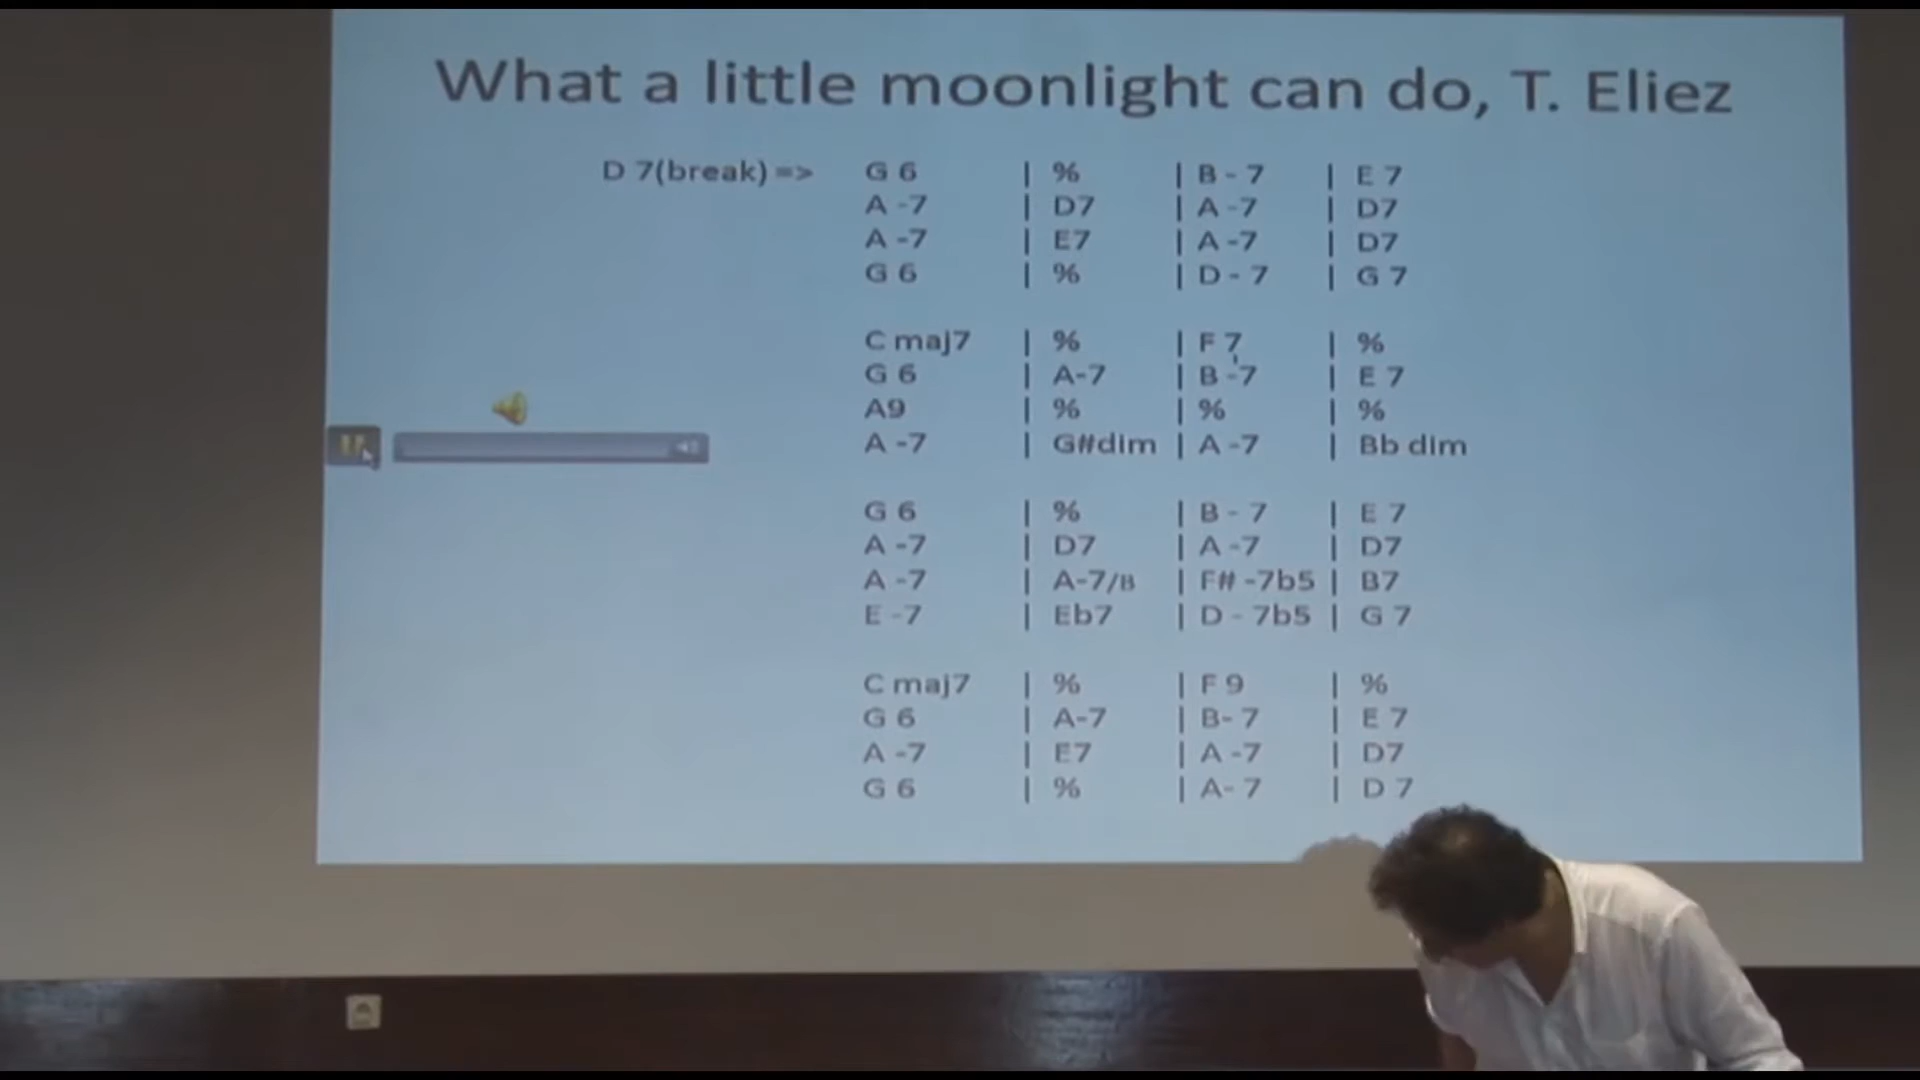 What a little moonlight can do, T. Eliez
D 7(break) => G 6 | % | B - 7 | E 7
A -7 | D7 | A -7 | D7
A -7 | E7 | A -7 | D7
G 6 | % | D - 7 | G 7
C maj7 | % | F 7 | %
G 6 | A-7 | B -7 | E 7
A9 | % | % | %
A -7 | G#dim | A -7 | Bb dim
G 6 | % | B - 7 | E 7
A -7 | D7 | A -7 | D7
A -7 | A-7/B | F# -7b5 | B7
E -7 | Eb7 | D - 7b5 | G 7
C maj7 | % | F 9 | %
G 6 | A-7 | B- 7 | E 7
A -7 | E7 | A -7 | D7
G 6 | % | A- 7 | D 7